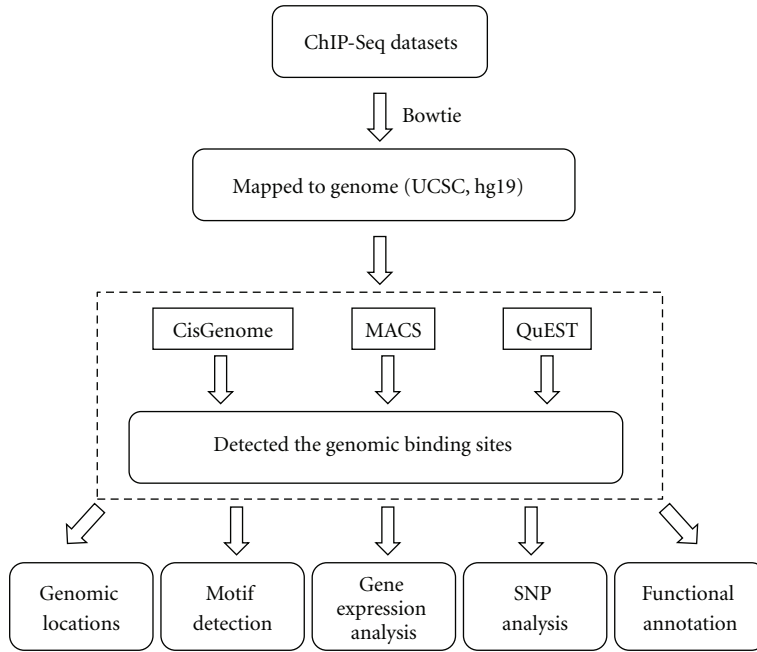 ChIP-Seq datasets
Bowtie
Mapped to genome (UCSC, hg19)
CisGenome
MACS
QuEST
Detected the genomic binding sites
Genomic
locations
Motif
detection
Gene
expression
analysis
SNP
analysis
Functional
annotation